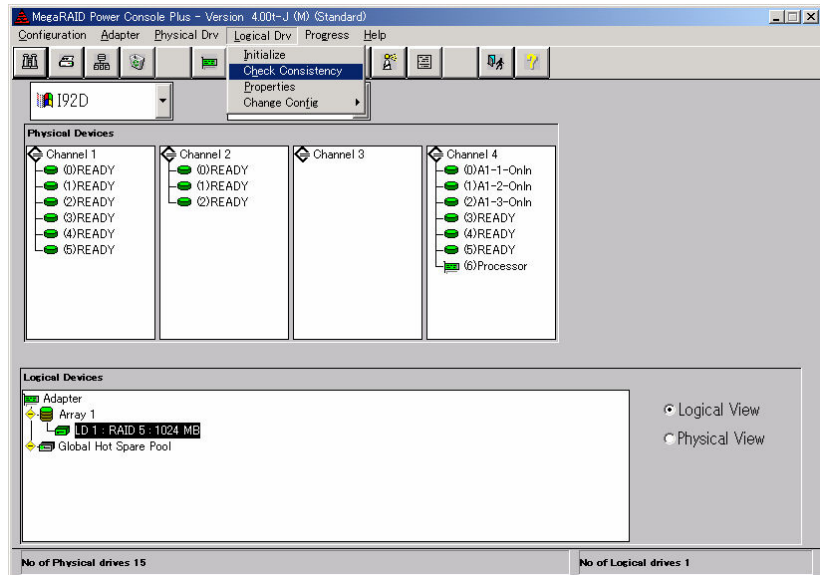 MegaRAID Power Console Plus - Version 4.00t-J (M) (Standard)
Configuration Adapter Physical Drv Logical Drv Progress Help
Initialize
Check Consistency
Properties
Change Config
I92D
Physical Devices
Channel 1
(0)READY
(1)READY
(2)READY
(3)READY
(4)READY
(5)READY
Channel 2
(0)READY
(1)READY
(2)READY
Channel 3
Channel 4
(0)A1-1-Onln
(1)A1-2-Onln
(2)A1-3-Onln
(3)READY
(4)READY
(5)READY
(6)Processor
Logical Devices
Adapter
Array 1
LD 1 : RAID 5 : 1024 MB
Global Hot Spare Pool
Logical View
Physical View
No of Physical drives 15
No of Logical drives 1